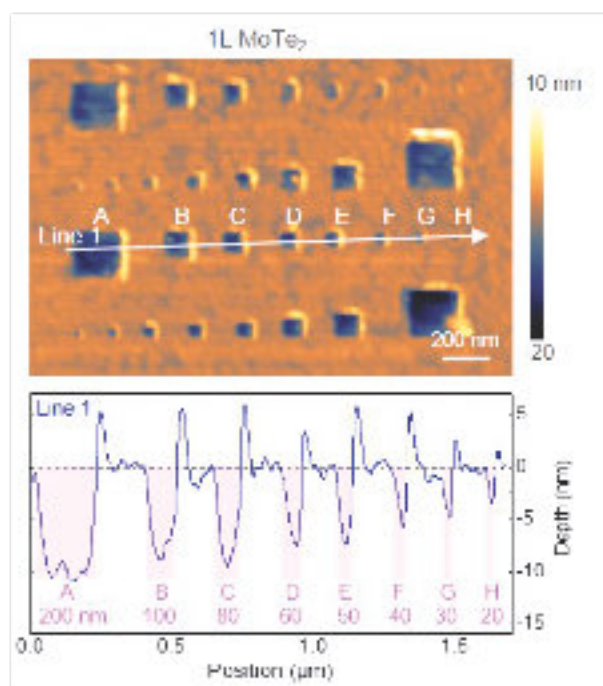 1L MoTe₂
10 nm
A B C D E F G H
Line 1
200 nm
20
Line 1
5
0
-5
-10
-15
Depth (nm)
A B C D E F G H
200 nm 100 80 60 50 40 30 20
0.0 0.5 1.0 1.5
Position (μm)